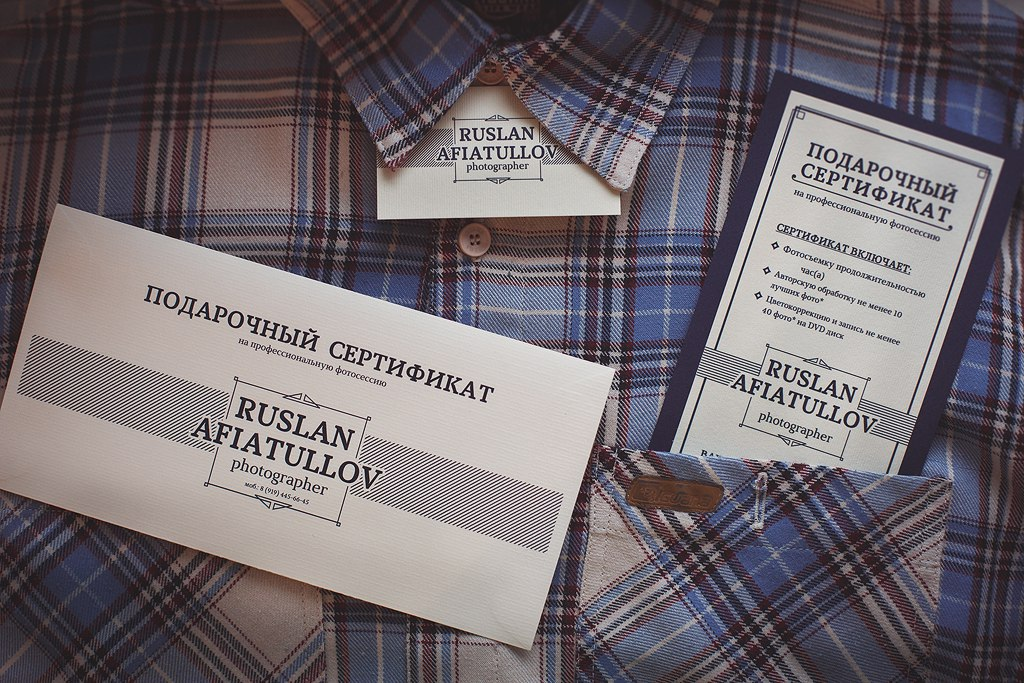 RUSLAN
AFIATULLOV
photographer
ПОДАРОЧНЫЙ СЕРТИФИКАТ
на профессиональную фотосессию
RUSLAN
AFIATULLOV
photographer
моб.: 8 (919) 445-66-45
ПОДАРОЧНЫЙ
СЕРТИФИКАТ
на профессиональную фотосессию
СЕРТИФИКАТ ВКЛЮЧАЕТ:
Фотосъемку продолжительностью
час(а)
Авторскую обработку не менее 10
лучших фото*
Цветокоррекцию и запись не менее
40 фото* на DVD диск
RUSLAN
AFIATULLOV
photographer